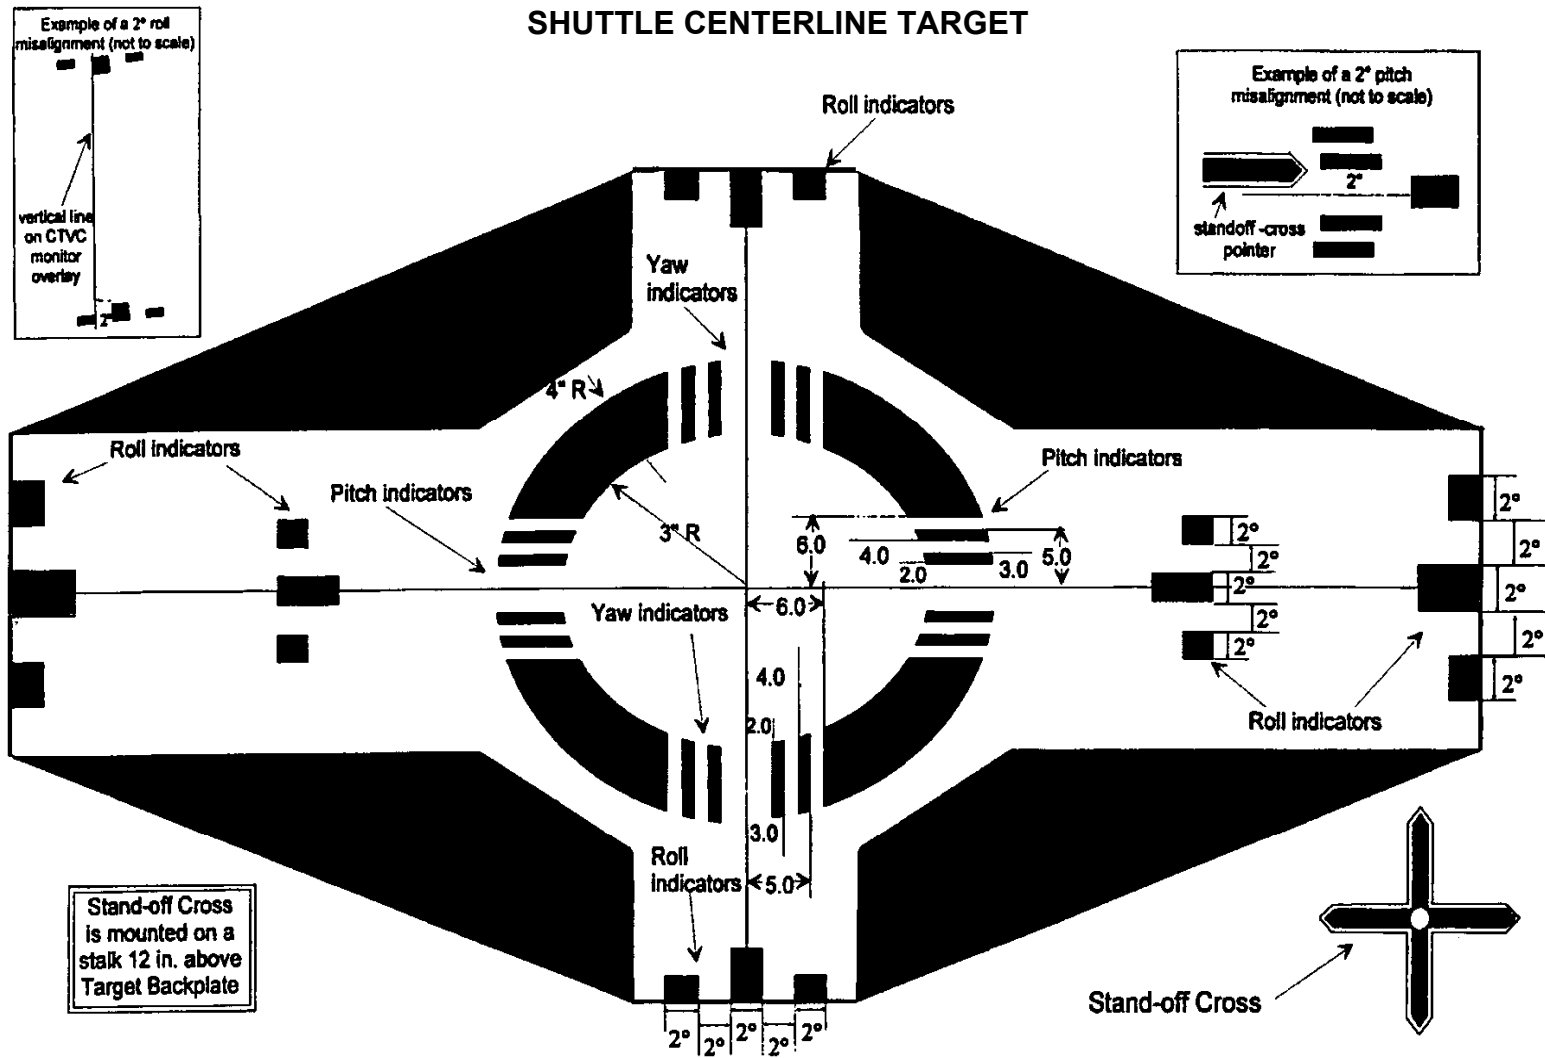 SHUTTLE CENTERLINE TARGET
Example of a 2° roll
misalignment (not to scale)
vertical line
on CTVC
monitor
overlay
2°
Roll indicators
Example of a 2° pitch
misalignment (not to scale)
2°
standoff -cross
pointer
Yaw
indicators
4" R
Roll indicators
Pitch indicators
3" R
Pitch indicators
6.0
4.0
2.0
3.0
5.0
6.0
2°
2°
2°
2°
2°
2°
2°
2°
2°
2°
Yaw indicators
4.0
2.0
3.0
5.0
Roll indicators
Roll
indicators
2°
2°
2°
2°
2°
Stand-off Cross
is mounted on a
stalk 12 in. above
Target Backplate
Stand-off Cross